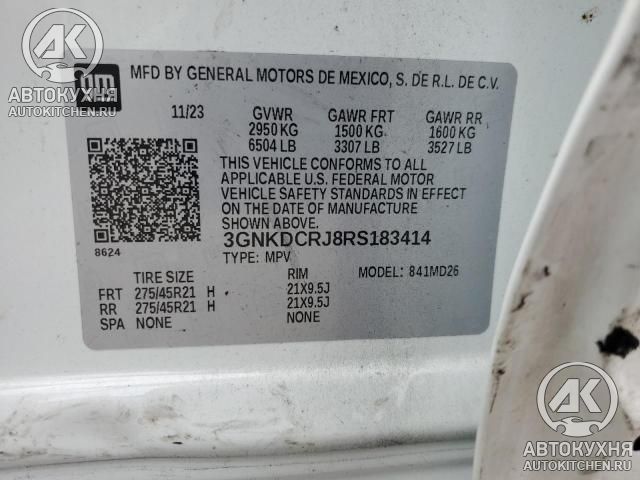 gm
MFD BY GENERAL MOTORS DE MEXICO, S. DE R.L. DE C.V.
11/23 GVWR GAWR FRT GAWR RR
2950 KG 1500 KG 1600 KG
6504 LB 3307 LB 3527 LB
THIS VEHICLE CONFORMS TO ALL
APPLICABLE U.S. FEDERAL MOTOR
VEHICLE SAFETY STANDARDS IN EFFECT
ON THE DATE OF MANUFACTURE
SHOWN ABOVE.
8624 3GNKDCRJ8RS183414
TYPE: MPV MODEL: 841MD26
TIRE SIZE RIM
FRT 275/45R21 H 21X9.5J
RR 275/45R21 H 21X9.5J
SPA NONE NONE
АК
АВТОКУХНЯ
AUTOKITCHEN.RU
АК
АВТОКУХНЯ
AUTOKITCHEN.RU